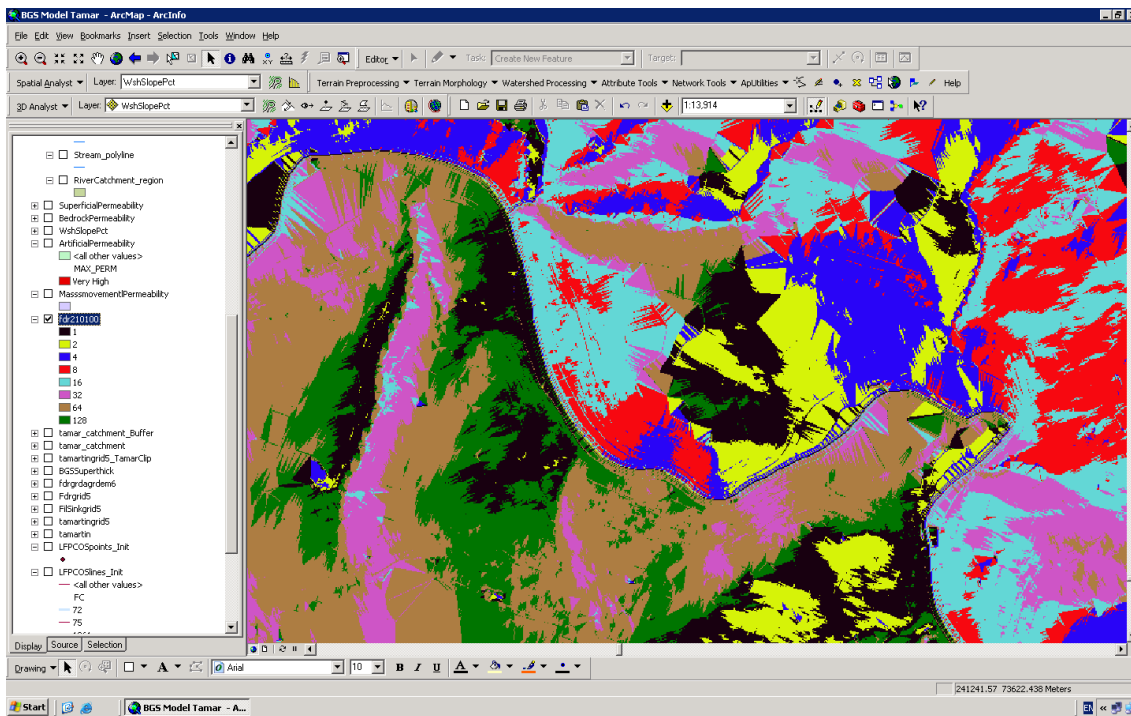 BGS Model Tamar - ArcMap - ArcInfo
File Edit View Bookmarks Insert Selection Tools Window Help
Editor Task: Create New Feature Target:
Spatial Analyst Layer: WshSlopePct Terrain Preprocessing Terrain Morphology Watershed Processing Attribute Tools Network Tools ApUtilities Help
3D Analyst Layer: WshSlopePct 1:13,914
Stream_polyline
RiverCatchment_region
SuperficialPermeability
BedrockPermeability
WshSlopePct
ArtificialPermeability
<all other values>
MAX_PERM
Very High
MasssmovementlPermeability
fdr210100
1
2
4
8
16
32
64
128
tamar_catchment_Buffer
tamar_catchment
tamartingrid5_TamarClip
BGSSuperthick
fdrgrdagrdem6
Fdrgrid5
FilSinkgrid5
tamartingrid5
tamartin
LFPCOSpoints_Init
LFPCOSlines_Init
<all other values>
FC
72
75
Display Source Selection
Drawing Arial 10 B I U A
241241.57 73622.438 Meters
Start BGS Model Tamar - A... EN